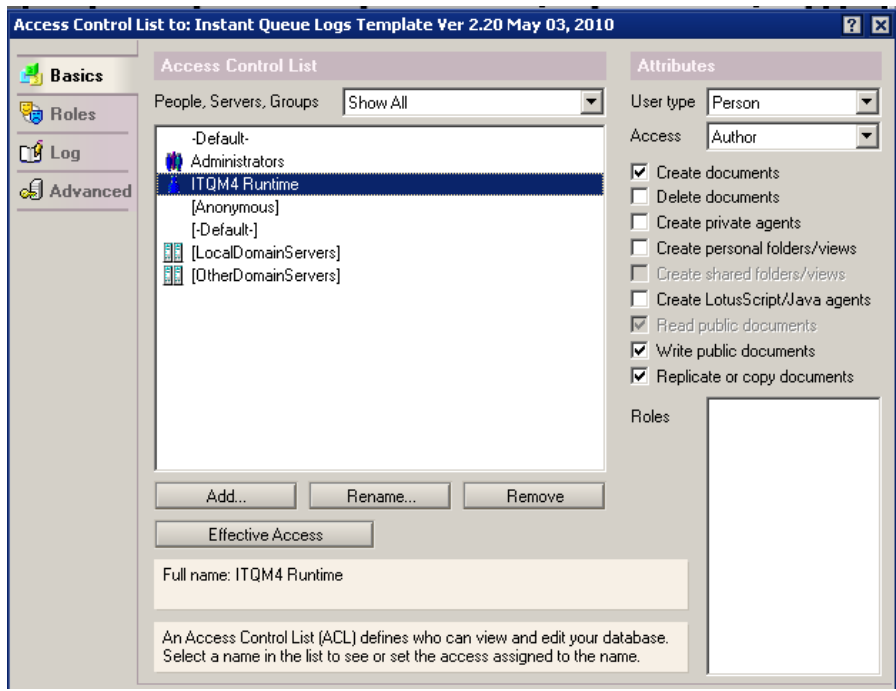 Access Control List to: Instant Queue Logs Template Ver 2.20 May 03, 2010
Basics
Roles
Log
Advanced
Access Control List
People, Servers, Groups Show All
-Default-
Administrators
ITQM4 Runtime
[Anonymous]
[-Default-]
[LocalDomainServers]
[OtherDomainServers]
Add... Rename... Remove
Effective Access
Full name: ITQM4 Runtime
An Access Control List (ACL) defines who can view and edit your database.
Select a name in the list to see or set the access assigned to the name.
Attributes
User type Person
Access Author
Create documents
Delete documents
Create private agents
Create personal folders/views
Create shared folders/views
Create LotusScript/Java agents
Read public documents
Write public documents
Replicate or copy documents
Roles